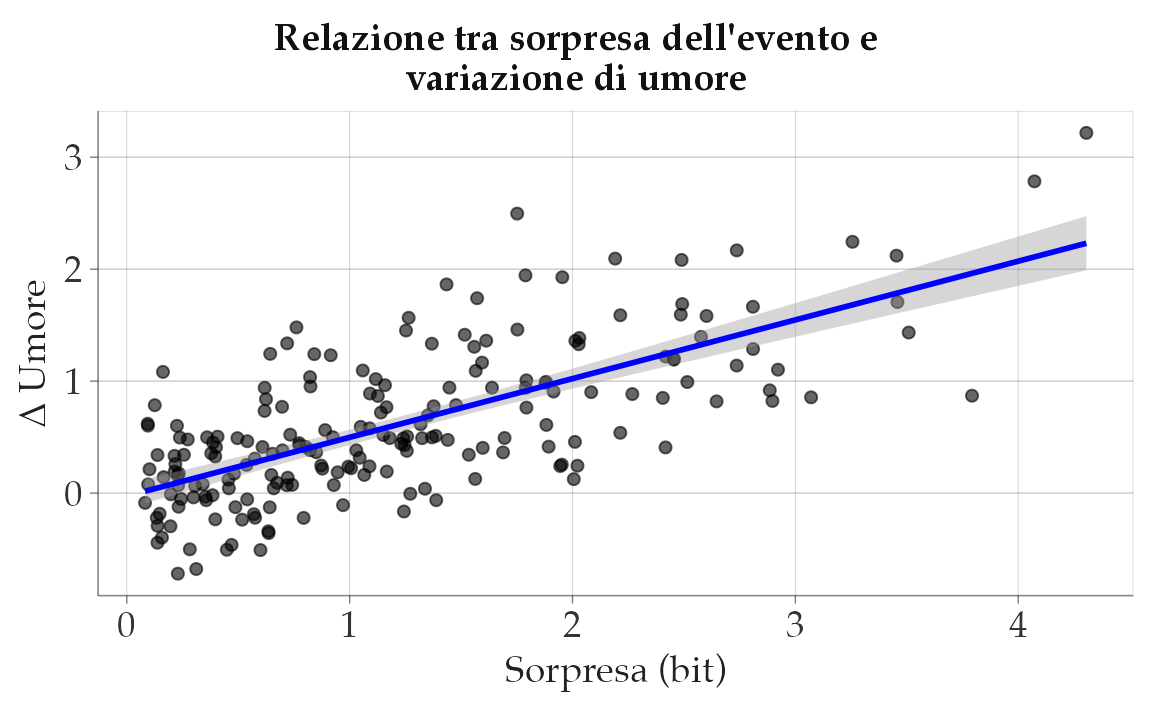 Relazione tra sorpresa dell'evento e
variazione di umore
Δ Umore
3
2
1
0
0 1 2 3 4
Sorpresa (bit)